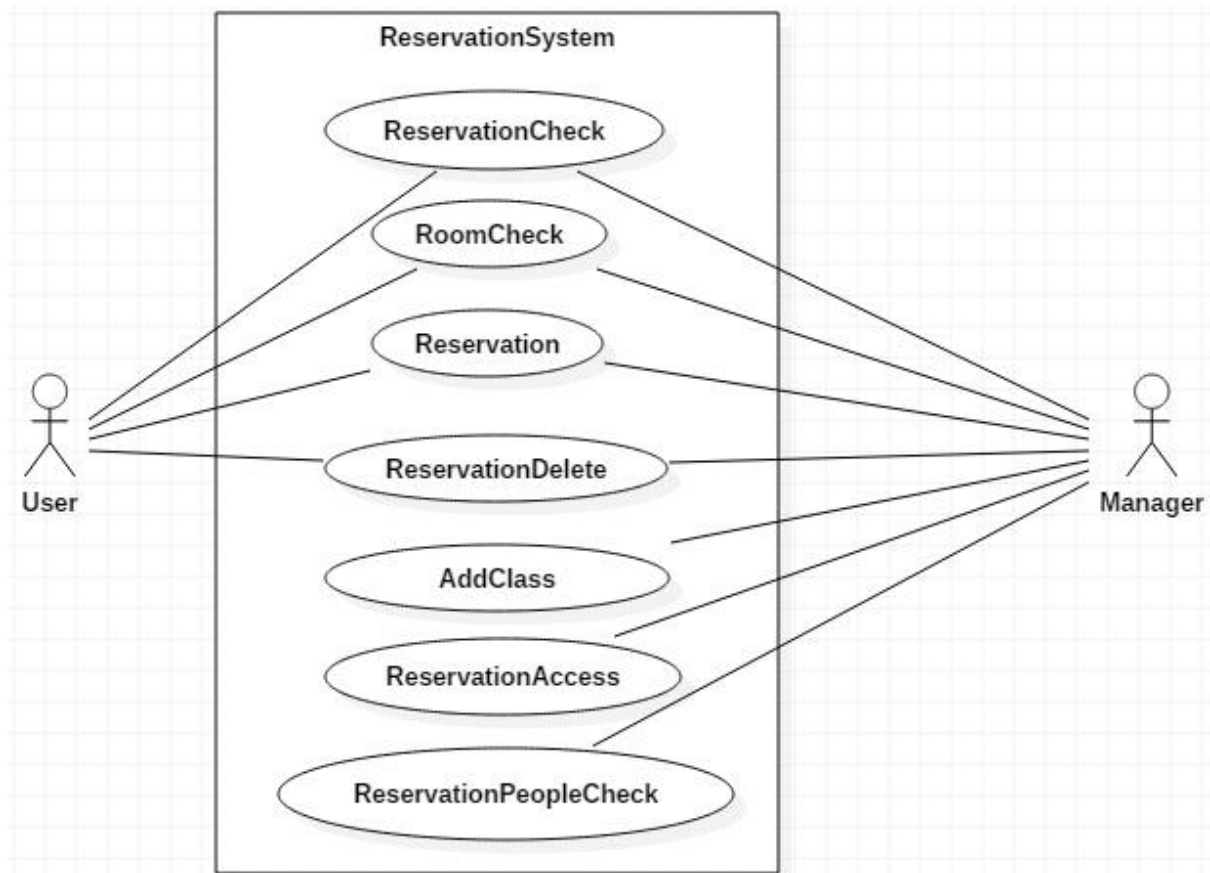 ReservationSystem
ReservationCheck
RoomCheck
Reservation
ReservationDelete
User
Manager
AddClass
ReservationAccess
ReservationPeopleCheck